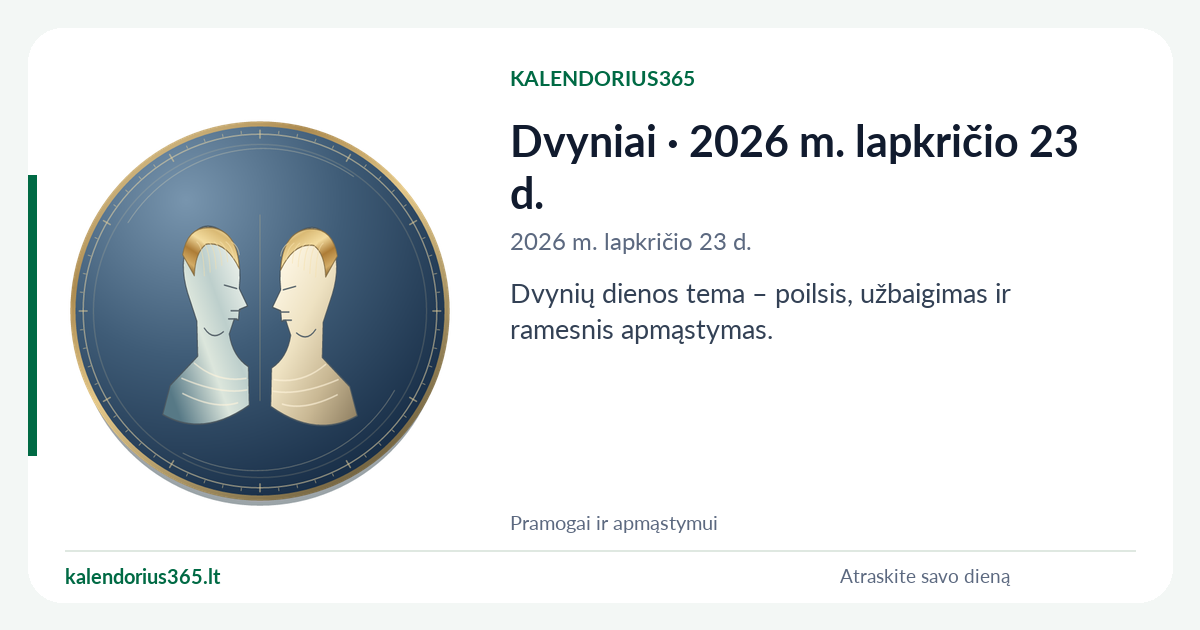 KALENDORIUS365
Dvyniai · 2026 m. lapkričio 23
d.
2026 m. lapkričio 23 d.
Dvynių dienos tema – poilsis, užbaigimas ir
ramesnis apmąstymas.
Pramogai ir apmąstymui
kalendorius365.lt
Atraskite savo dieną